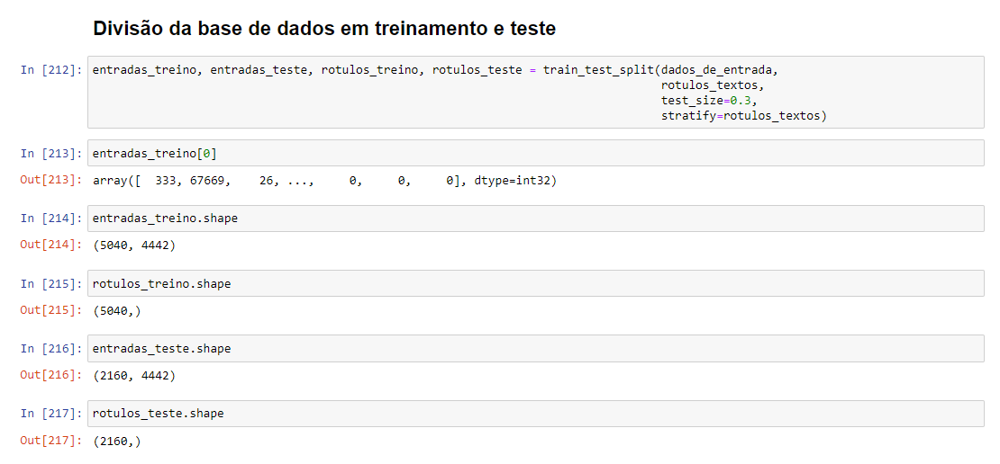 Divisão da base de dados em treinamento e teste
In [212]: entradas_treino, entradas_teste, rotulos_treino, rotulos_teste = train_test_split(dados_de_entrada,
rotulos_textos,
test_size=0.3,
stratify=rotulos_textos)
In [213]: entradas_treino[0]
Out[213]: array([  333, 67669,    26, ...,     0,     0,     0], dtype=int32)
In [214]: entradas_treino.shape
Out[214]: (5040, 4442)
In [215]: rotulos_treino.shape
Out[215]: (5040,)
In [216]: entradas_teste.shape
Out[216]: (2160, 4442)
In [217]: rotulos_teste.shape
Out[217]: (2160,)